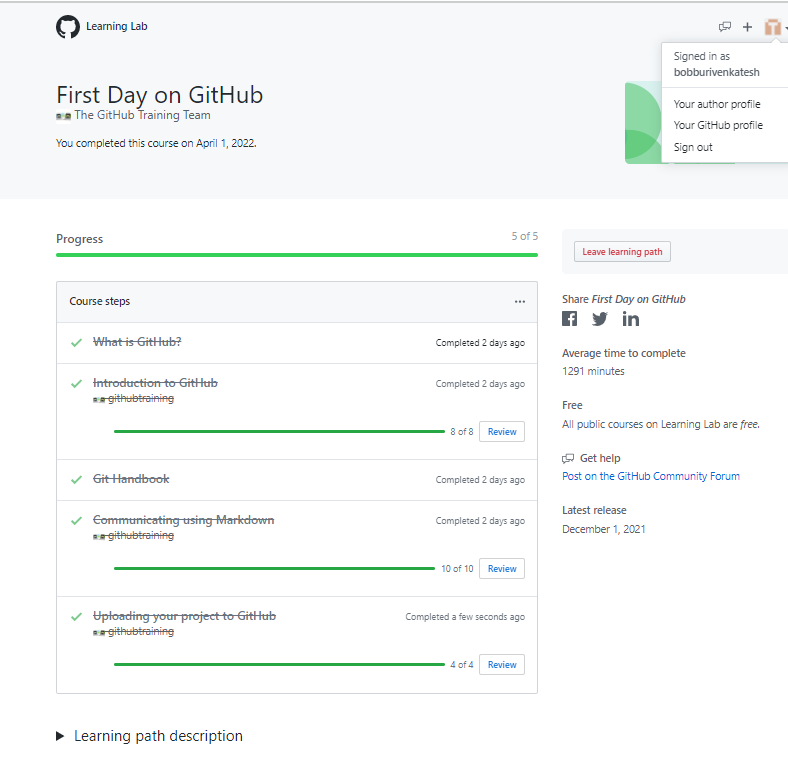 Learning Lab
Signed in as
bobburivenkatesh
Your author profile
Your GitHub profile
Sign out
First Day on GitHub
The GitHub Training Team
You completed this course on April 1, 2022.
Progress
5 of 5
Course steps
What is GitHub?
Completed 2 days ago
Introduction to GitHub
Completed 2 days ago
githubtraining
8 of 8
Review
Git Handbook
Completed 2 days ago
Communicating using Markdown
Completed 2 days ago
githubtraining
10 of 10
Review
Uploading your project to GitHub
Completed a few seconds ago
githubtraining
4 of 4
Review
Learning path description
Leave learning path
Share First Day on GitHub
Average time to complete
1291 minutes
Free
All public courses on Learning Lab are free.
Get help
Post on the GitHub Community Forum
Latest release
December 1, 2021